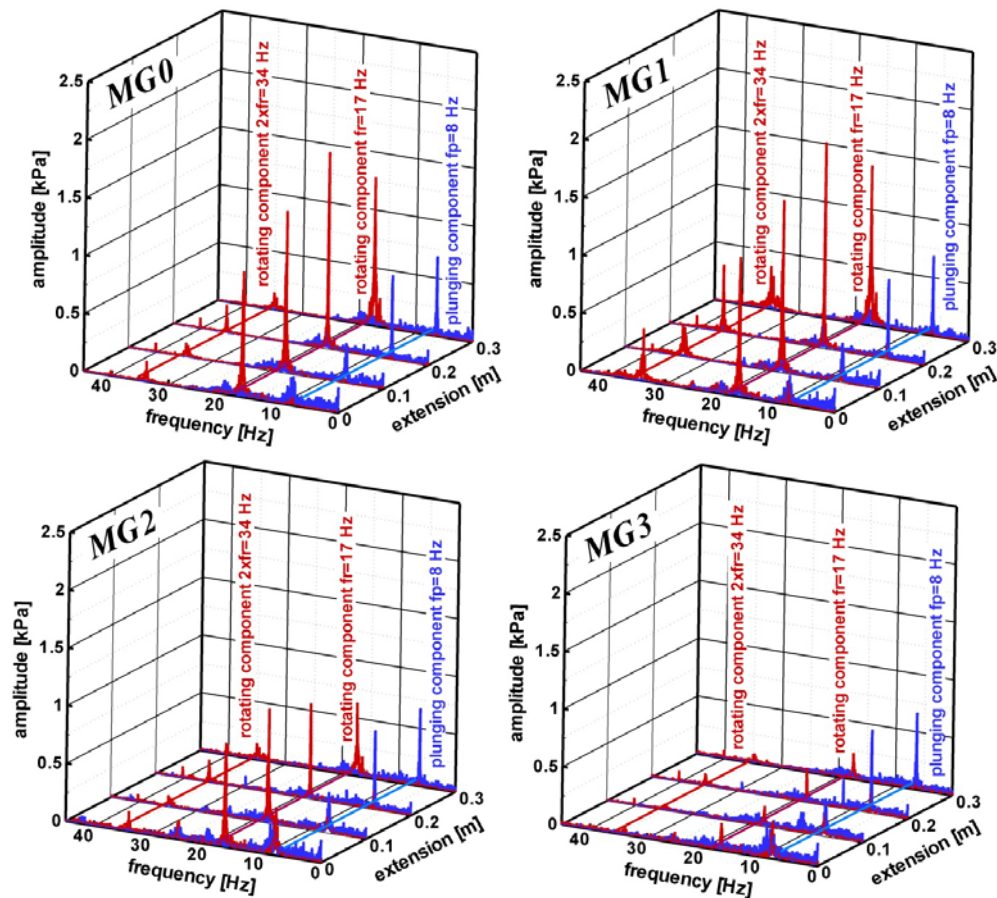 MG0
amplitude [kPa]
2.5
2
1.5
1
0.5
0
rotating component 2xfr=34 Hz
rotating component fr=17 Hz
plunging component fp=8 Hz
40
30
20
10
0
frequency [Hz]
0
0.1
0.2
0.3
extension [m]
MG1
amplitude [kPa]
2.5
2
1.5
1
0.5
0
rotating component 2xfr=34 Hz
rotating component fr=17 Hz
plunging component fp=8 Hz
40
30
20
10
0
frequency [Hz]
0
0.1
0.2
0.3
extension [m]
MG2
amplitude [kPa]
2.5
2
1.5
1
0.5
0
rotating component 2xfr=34 Hz
rotating component fr=17 Hz
plunging component fp=8 Hz
40
30
20
10
0
frequency [Hz]
0
0.1
0.2
0.3
extension [m]
MG3
amplitude [kPa]
2.5
2
1.5
1
0.5
0
rotating component 2xfr=34 Hz
rotating component fr=17 Hz
plunging component fp=8 Hz
40
30
20
10
0
frequency [Hz]
0
0.1
0.2
0.3
extension [m]